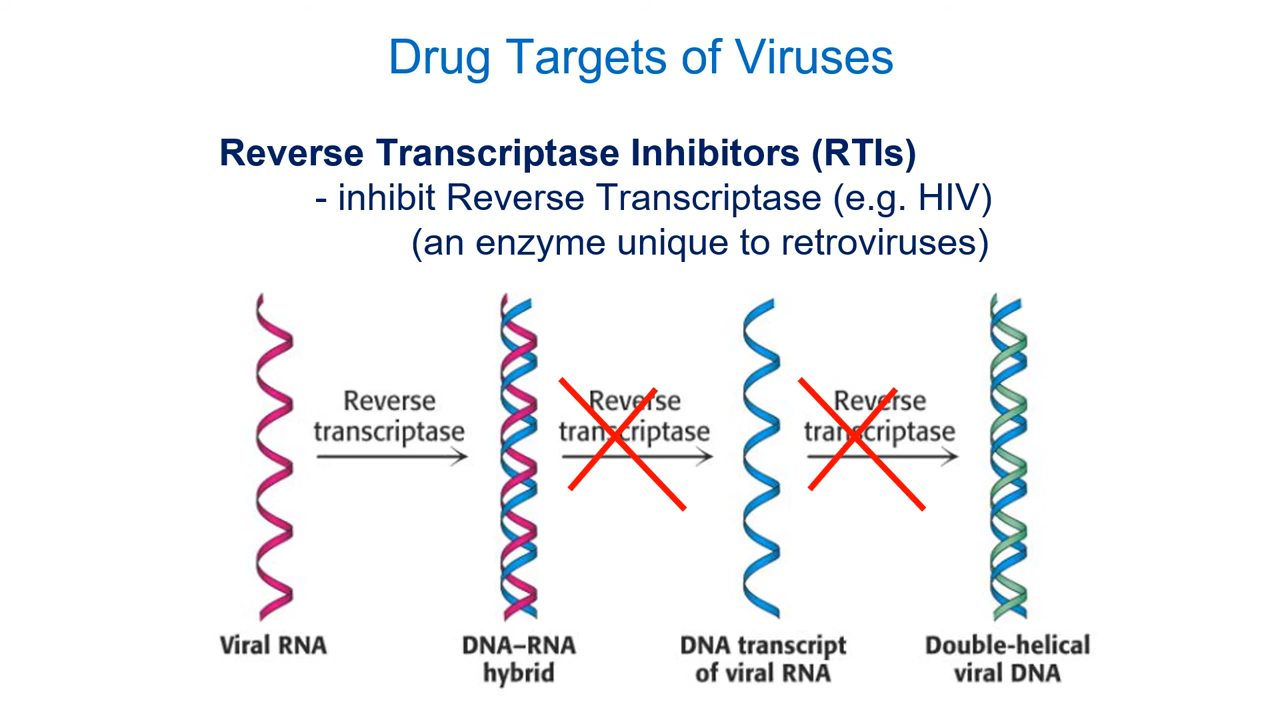 Drug Targets of Viruses
Reverse Transcriptase Inhibitors (RTIs)
- inhibit Reverse Transcriptase (e.g. HIV)
(an enzyme unique to retroviruses)
Reverse
transcriptase
Reverse
transcriptase
Reverse
transcriptase
Viral RNA
DNA–RNA
hybrid
DNA transcript
of viral RNA
Double-helical
viral DNA